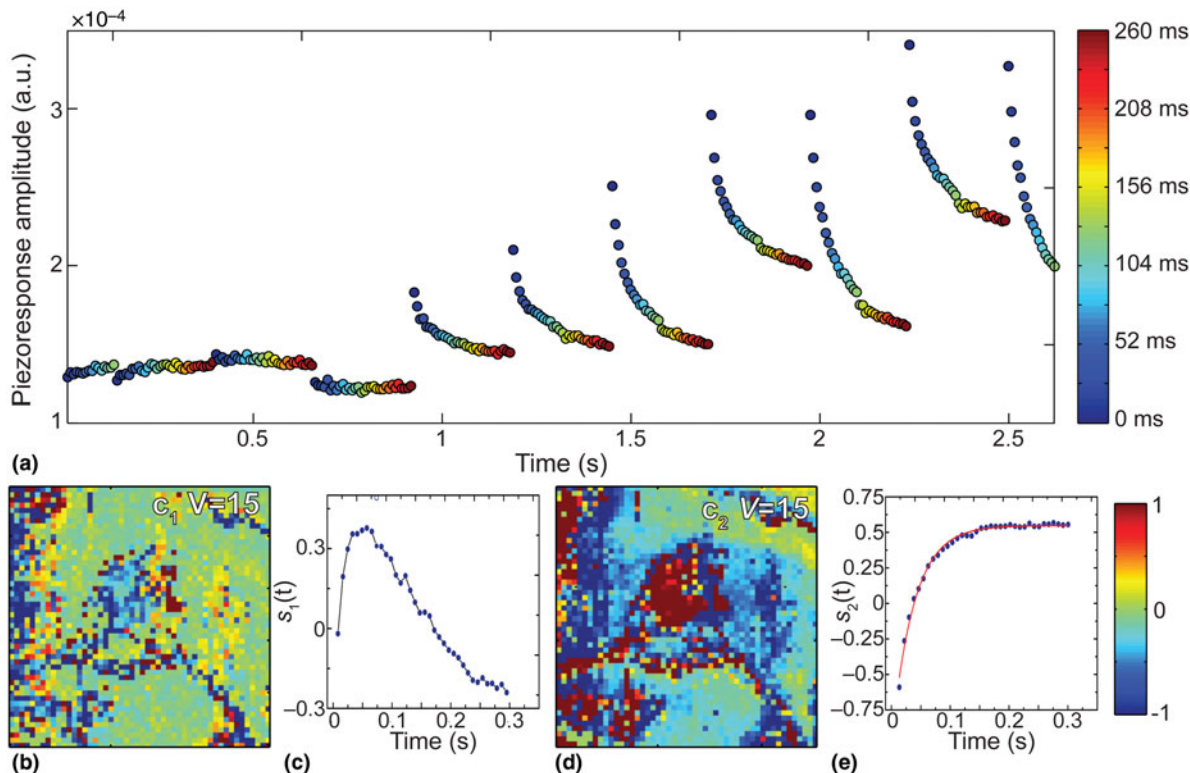 ×10–4
Piezoresponse amplitude (a.u.)
3
2
1
0.5
1
1.5
2
2.5
Time (s)
260 ms
208 ms
156 ms
104 ms
52 ms
0 ms
(a)
c1 V=15
(b)
s1(t)
0.3
0
–0.3
0
0.1
0.2
0.3
Time (s)
(c)
c2 V=15
(d)
s2(t)
0.75
0.5
0.25
0
–0.25
–0.5
–0.75
0
0.1
0.2
0.3
Time (s)
(e)
1
0
-1